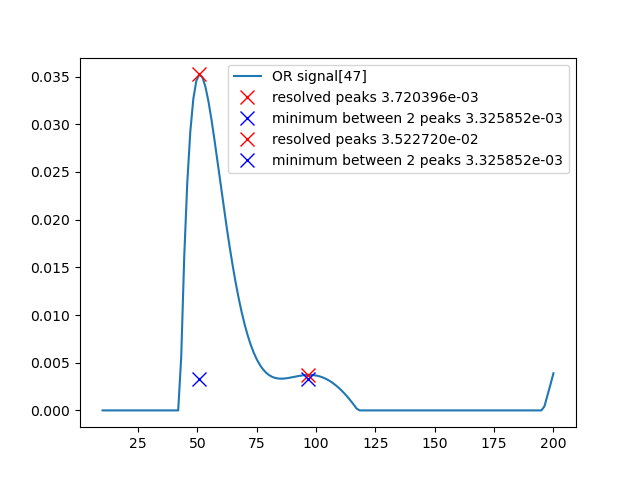 OR signal[47]
resolved peaks 3.720396e-03
minimum between 2 peaks 3.325852e-03
resolved peaks 3.522720e-02
minimum between 2 peaks 3.325852e-03
0.035
0.030
0.025
0.020
0.015
0.010
0.005
0.000
25 50 75 100 125 150 175 200